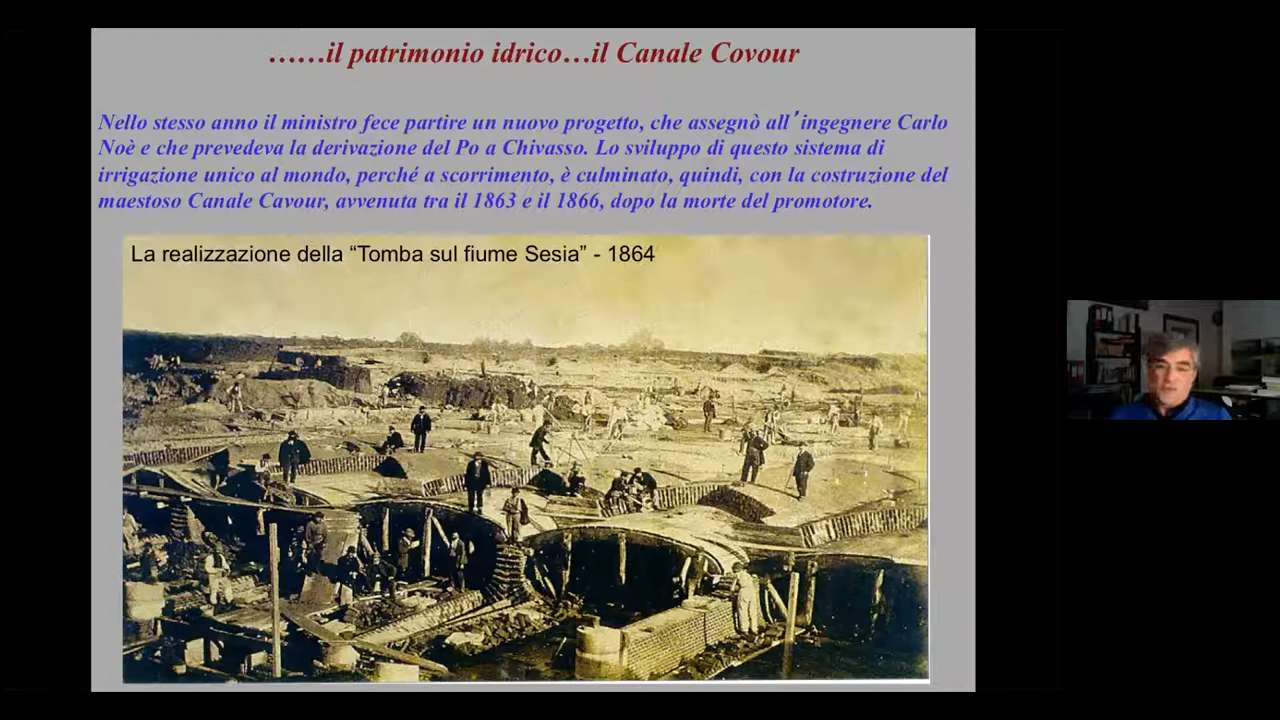 ……il patrimonio idrico…il Canale Covour
Nello stesso anno il ministro fece partire un nuovo progetto, che assegnò all’ingegnere Carlo
Noè e che prevedeva la derivazione del Po a Chivasso. Lo sviluppo di questo sistema di
irrigazione unico al mondo, perché a scorrimento, è culminato, quindi, con la costruzione del
maestoso Canale Cavour, avvenuta tra il 1863 e il 1866, dopo la morte del promotore.
La realizzazione della “Tomba sul fiume Sesia” - 1864